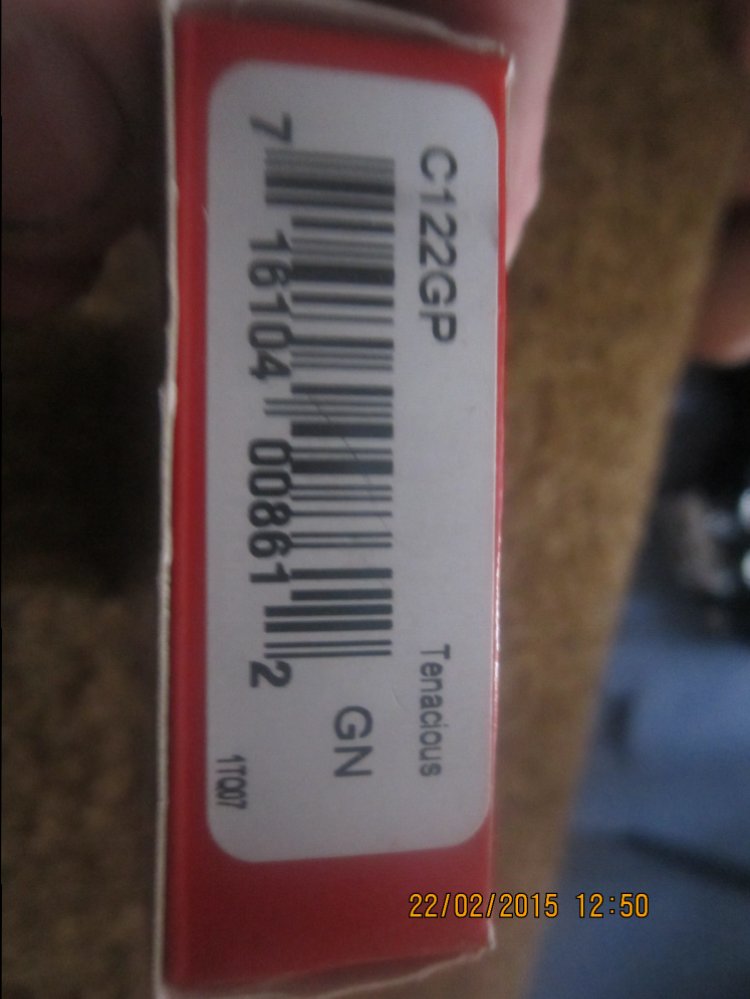 C122GP Tenacious
GN
7 16104 00861 2
1TQ07
22/02/2015 12:50